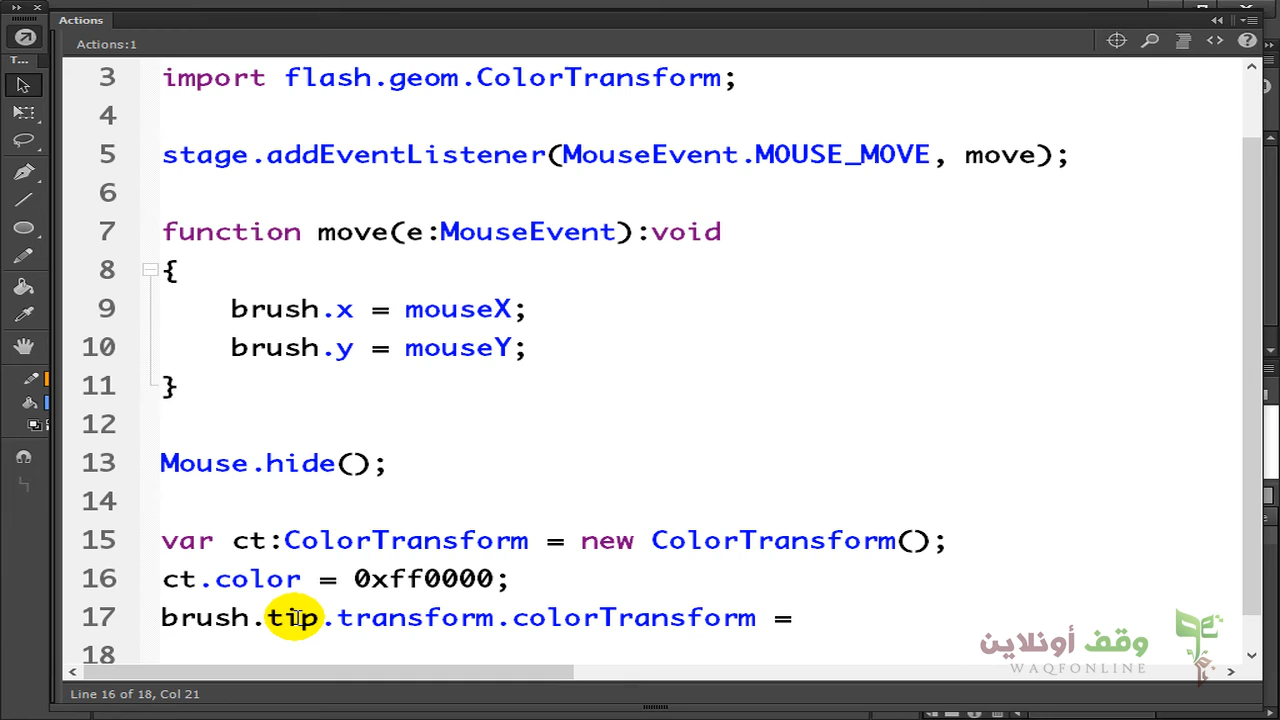 Actions
Actions:1
T...
3 import flash.geom.ColorTransform;
4
5 stage.addEventListener(MouseEvent.MOUSE_MOVE, move);
6
7 function move(e:MouseEvent):void
8 {
9 brush.x = mouseX;
10 brush.y = mouseY;
11 }
12
13 Mouse.hide();
14
15 var ct:ColorTransform = new ColorTransform();
16 ct.color = 0xff0000;
17 brush.tip.transform.colorTransform =
18
وقف أونلاين
WAQFONLINE
Line 16 of 18, Col 21